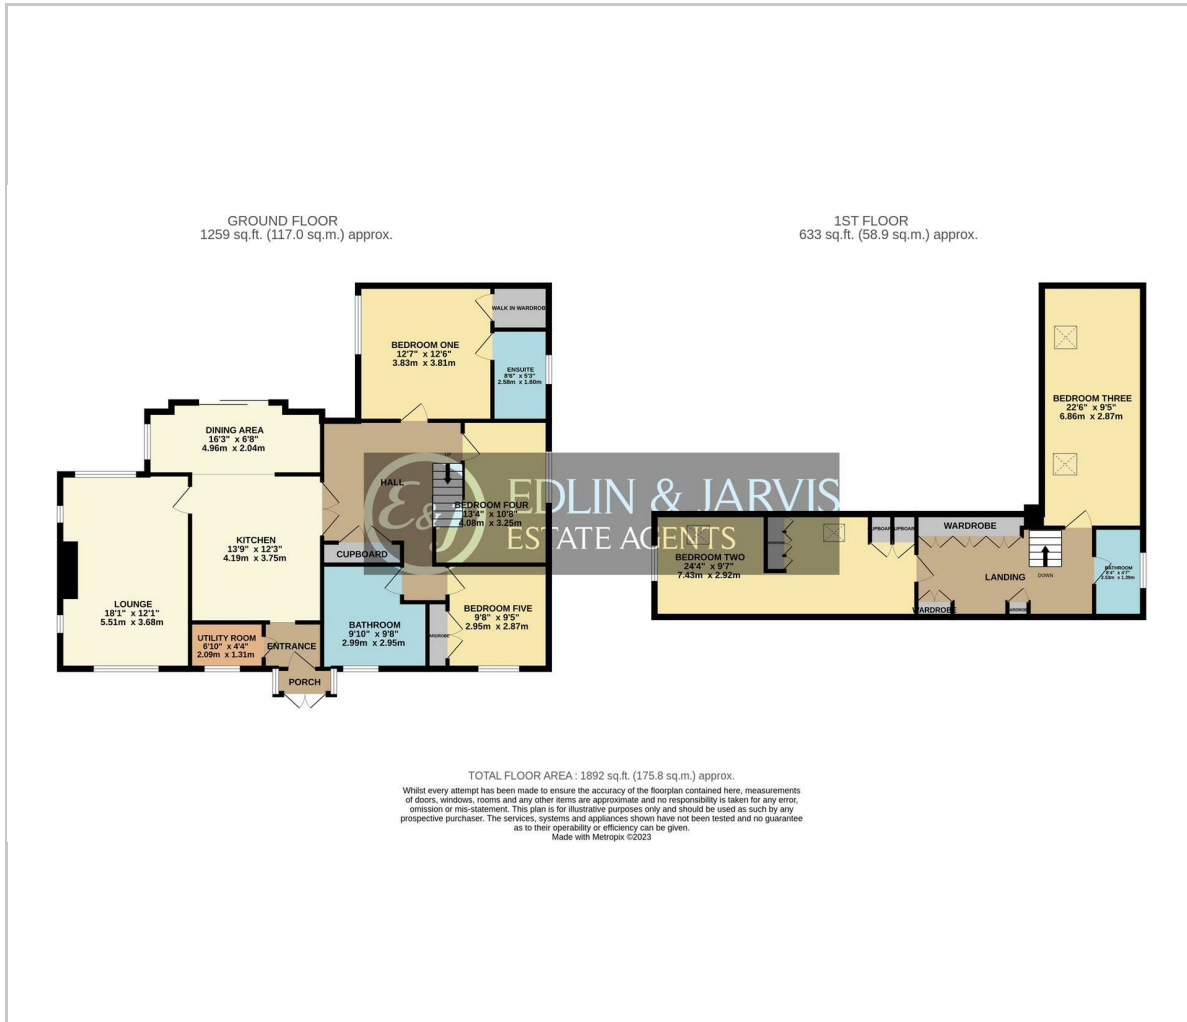 GROUND FLOOR
1259 sq.ft. (117.0 sq.m.) approx.
1ST FLOOR
633 sq.ft. (58.9 sq.m.) approx.
BEDROOM ONE
12'7" x 12'6"
3.83m x 3.81m
WALK IN WARDROBE
ENSUITE
8'6" x 5'3"
2.58m x 1.60m
DINING AREA
16'3" x 6'8"
4.96m x 2.04m
HALL
UP
BEDROOM FOUR
13'4" x 10'8"
4.08m x 3.25m
KITCHEN
13'9" x 12'3"
4.19m x 3.75m
CUPBOARD
LOUNGE
18'1" x 12'1"
5.51m x 3.68m
UTILITY ROOM
6'10" x 4'4"
2.09m x 1.31m
ENTRANCE
PORCH
BATHROOM
9'10" x 9'8"
2.99m x 2.95m
BEDROOM FIVE
9'8" x 9'5"
2.95m x 2.87m
E&J
EDLIN & JARVIS
ESTATE AGENTS
BEDROOM THREE
22'6" x 9'5"
6.86m x 2.87m
BEDROOM TWO
24'4" x 9'7"
7.43m x 2.92m
WARDROBE
LANDING
DOWN
WARDROBE
BATHROOM
8'4" x 4'7"
2.53m x 1.39m
TOTAL FLOOR AREA : 1892 sq.ft. (175.8 sq.m.) approx.
Whilst every attempt has been made to ensure the accuracy of the floorplan contained here, measurements
of doors, windows, rooms and any other items are approximate and no responsibility is taken for any error,
omission or mis-statement. This plan is for illustrative purposes only and should be used as such by any
prospective purchaser. The services, systems and appliances shown have not been tested and no guarantee
as to their operability or efficiency can be given.
Made with Metropix ©2023